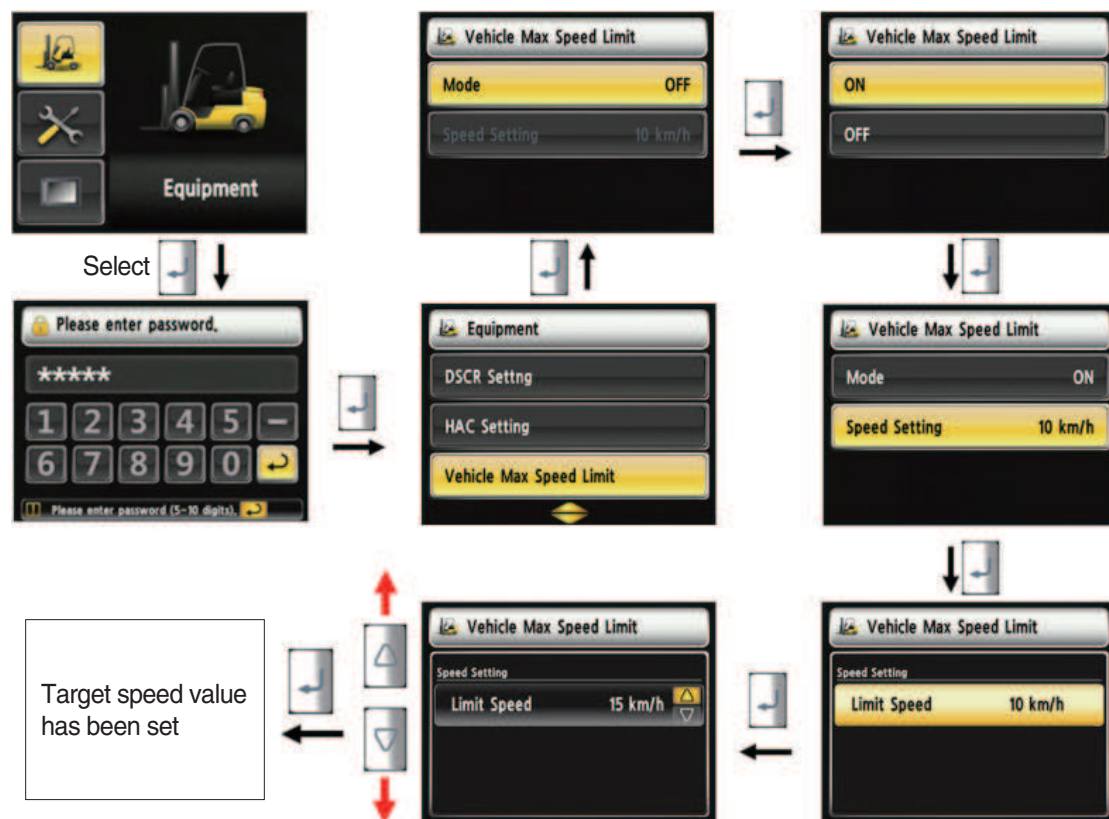 Equipment
Select
Please enter password.
*****
1 2 3 4 5 -
6 7 8 9 0
Please enter password (5-10 digits).
Equipment
DSCR Settng
HAC Setting
Vehicle Max Speed Limit
Vehicle Max Speed Limit
Mode OFF
Speed Setting 10 km/h
Vehicle Max Speed Limit
ON
OFF
Vehicle Max Speed Limit
Mode ON
Speed Setting 10 km/h
Vehicle Max Speed Limit
Speed Setting
Limit Speed 10 km/h
Vehicle Max Speed Limit
Speed Setting
Limit Speed 15 km/h
Target speed value
has been set